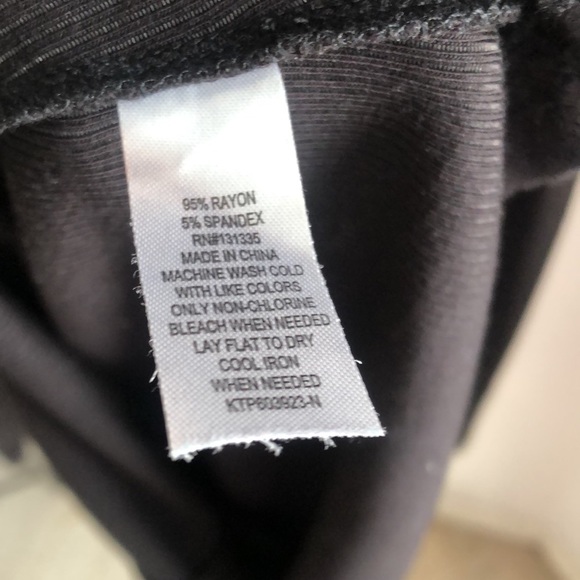 95% RAYON
5% SPANDEX
RN#131335
MADE IN CHINA
MACHINE WASH COLD
WITH LIKE COLORS
ONLY NON-CHLORINE
BLEACH WHEN NEEDED
LAY FLAT TO DRY
COOL IRON
WHEN NEEDED
KTP603923-N